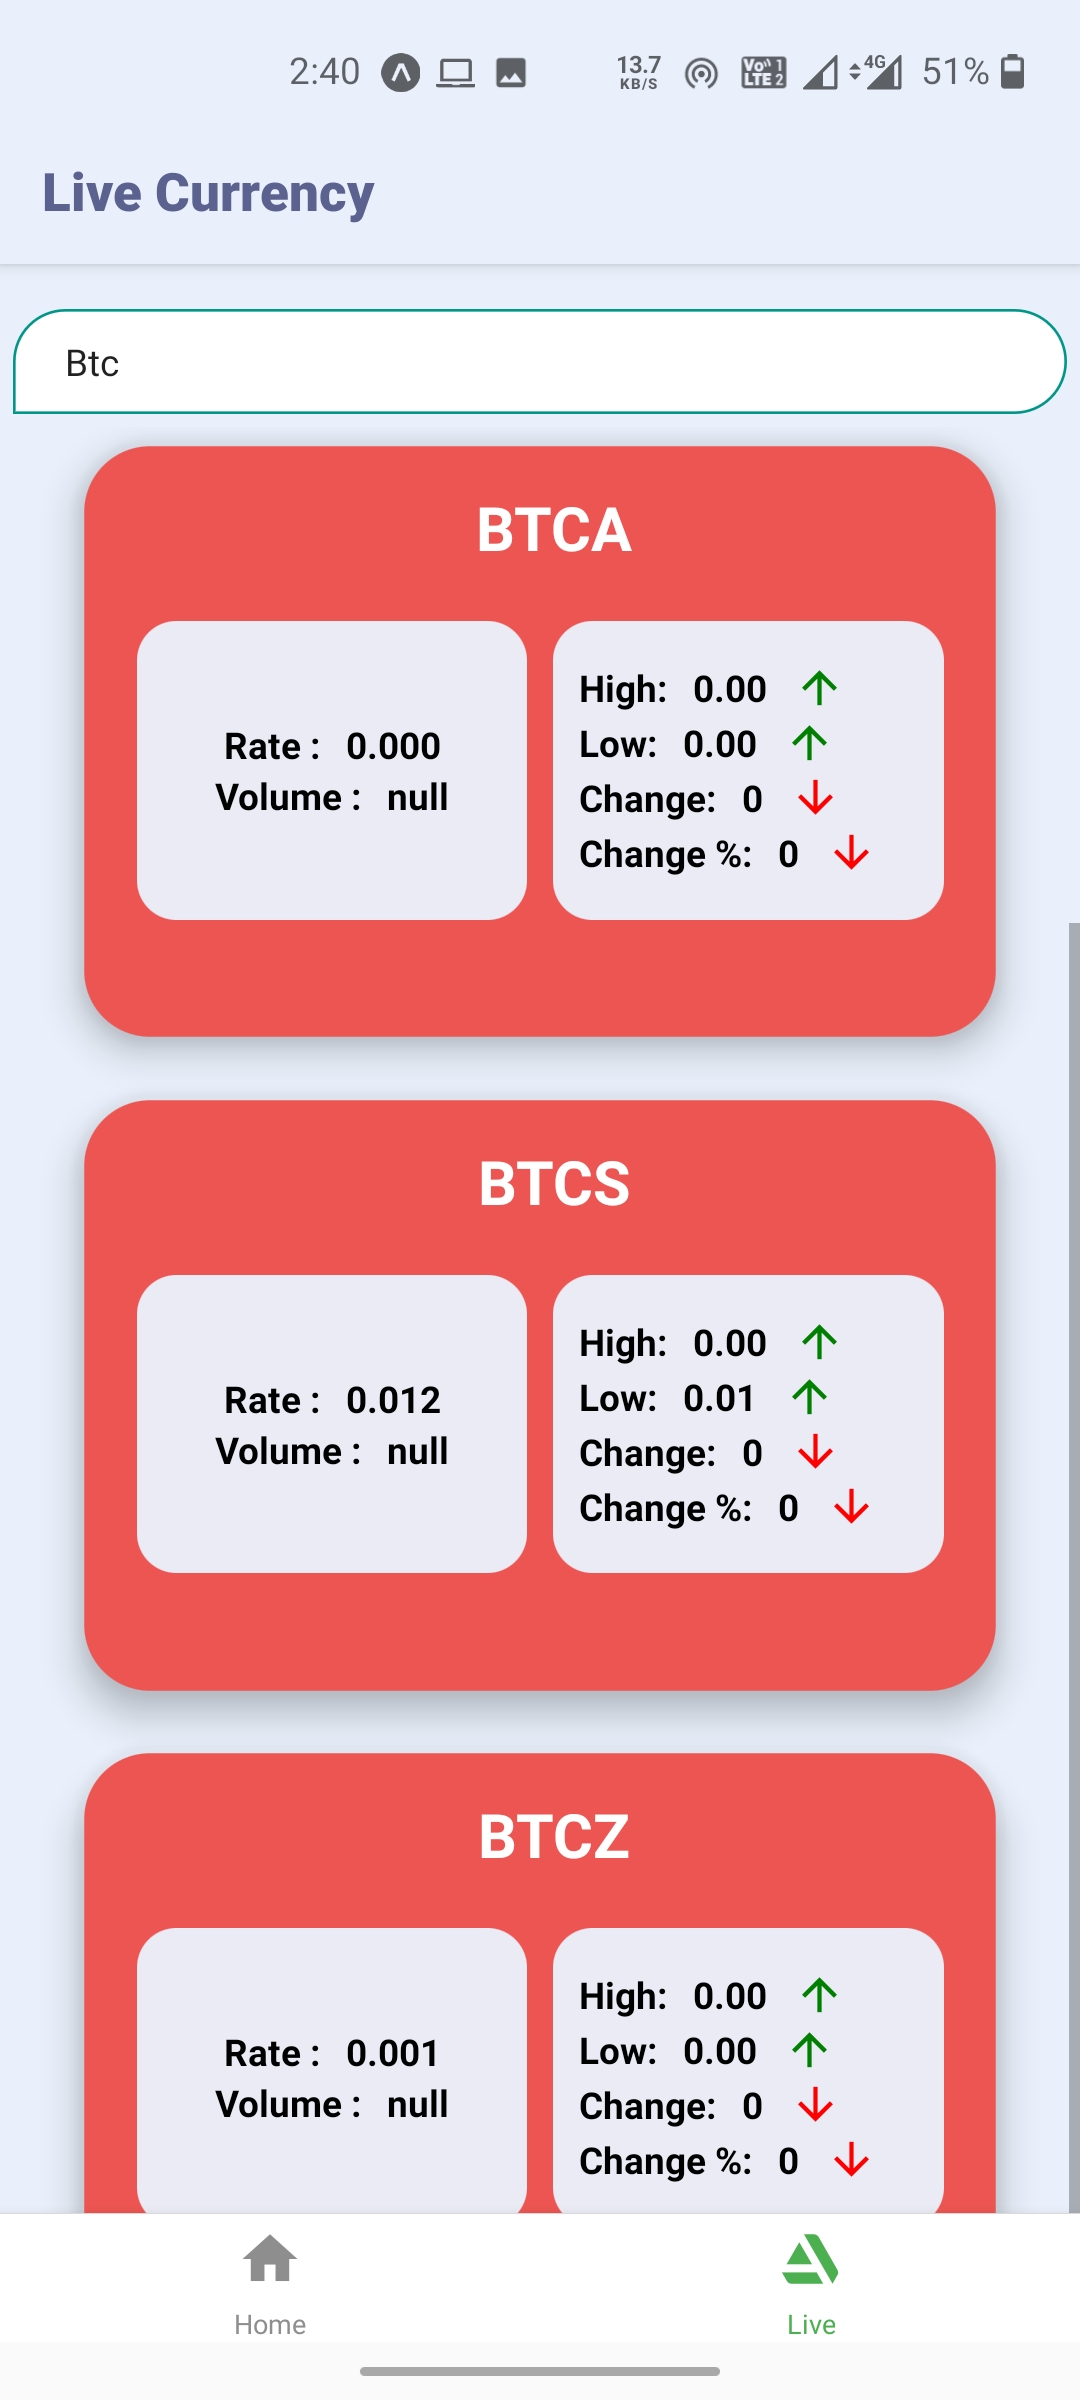 2:40 13.7 KB/S Vo)) 1 LTE 2 4G 51%
Live Currency
Btc
BTCA
Rate : 0.000
Volume : null
High: 0.00
Low: 0.00
Change: 0
Change %: 0
BTCS
Rate : 0.012
Volume : null
High: 0.00
Low: 0.01
Change: 0
Change %: 0
BTCZ
Rate : 0.001
Volume : null
High: 0.00
Low: 0.00
Change: 0
Change %: 0
Home
Live